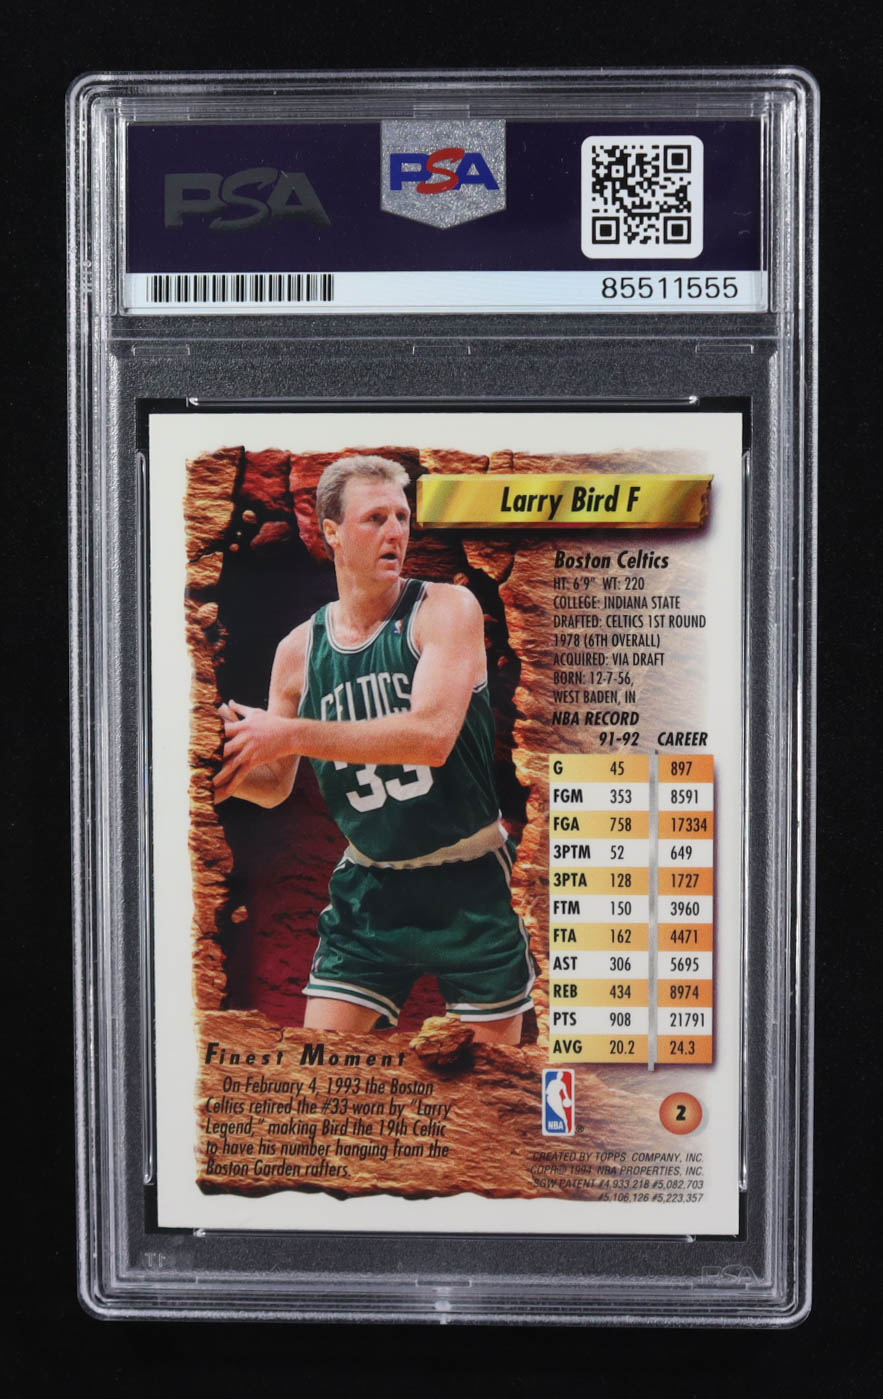 PSA
PSA
85511555
Larry Bird F
Boston Celtics
HT: 6'9" WT: 220
COLLEGE: INDIANA STATE
DRAFTED: CELTICS 1ST ROUND
1978 (6TH OVERALL)
ACQUIRED: VIA DRAFT
BORN: 12-7-56,
WEST BADEN, IN
NBA RECORD
91-92 CAREER
G 45 897
FGM 353 8591
FGA 758 17334
3PTM 52 649
3PTA 128 1727
FTM 150 3960
FTA 162 4471
AST 306 5695
REB 434 8974
PTS 908 21791
AVG 20.2 24.3
CELTICS
33
Finest Moment
On February 4, 1993 the Boston
Celtics retired the #33 worn by "Larry
Legend," making Bird the 19th Celtic
to have his number hanging from the
Boston Garden rafters.
NBA ®
2
CREATED BY TOPPS COMPANY, INC.
COPR© 1994 NBA PROPERTIES, INC.
SGW PATENT #4,933,218 #5,082,703
#5,106,126 #5,223,357
PSA